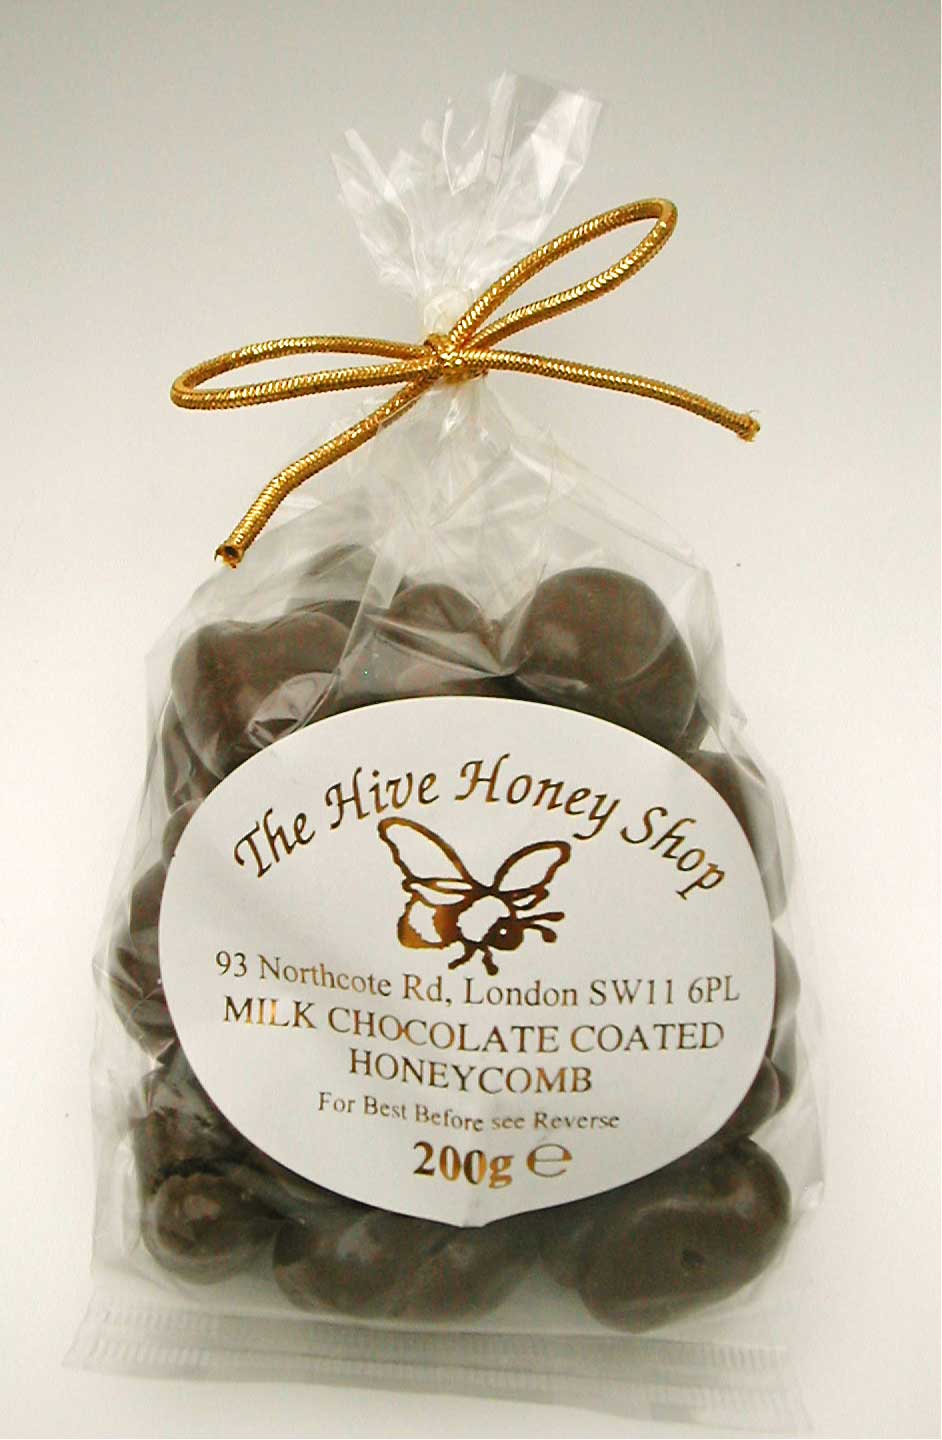 The Hive Honey Shop
93 Northcote Rd, London SW11 6PL
MILK CHOCOLATE COATED
HONEYCOMB
For Best Before see Reverse
200g ℮